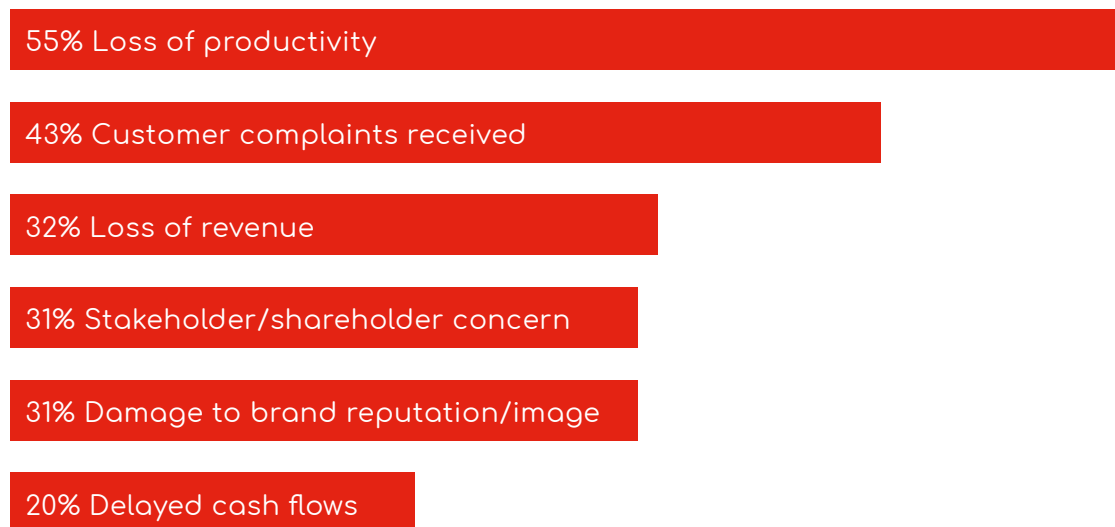 55% Loss of productivity
43% Customer complaints received
32% Loss of revenue
31% Stakeholder/shareholder concern
31% Damage to brand reputation/image
20% Delayed cash flows